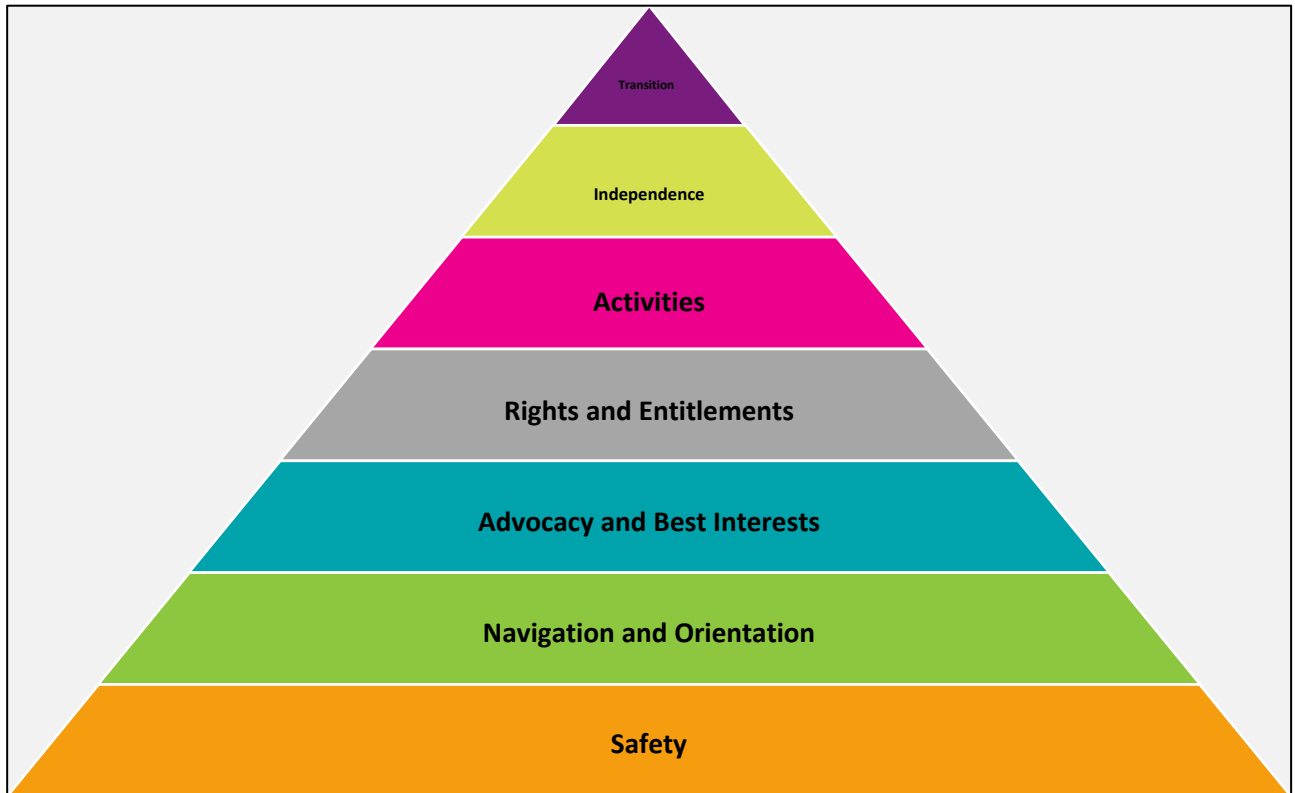 Transition
Independence
Activities
Rights and Entitlements
Advocacy and Best Interests
Navigation and Orientation
Safety